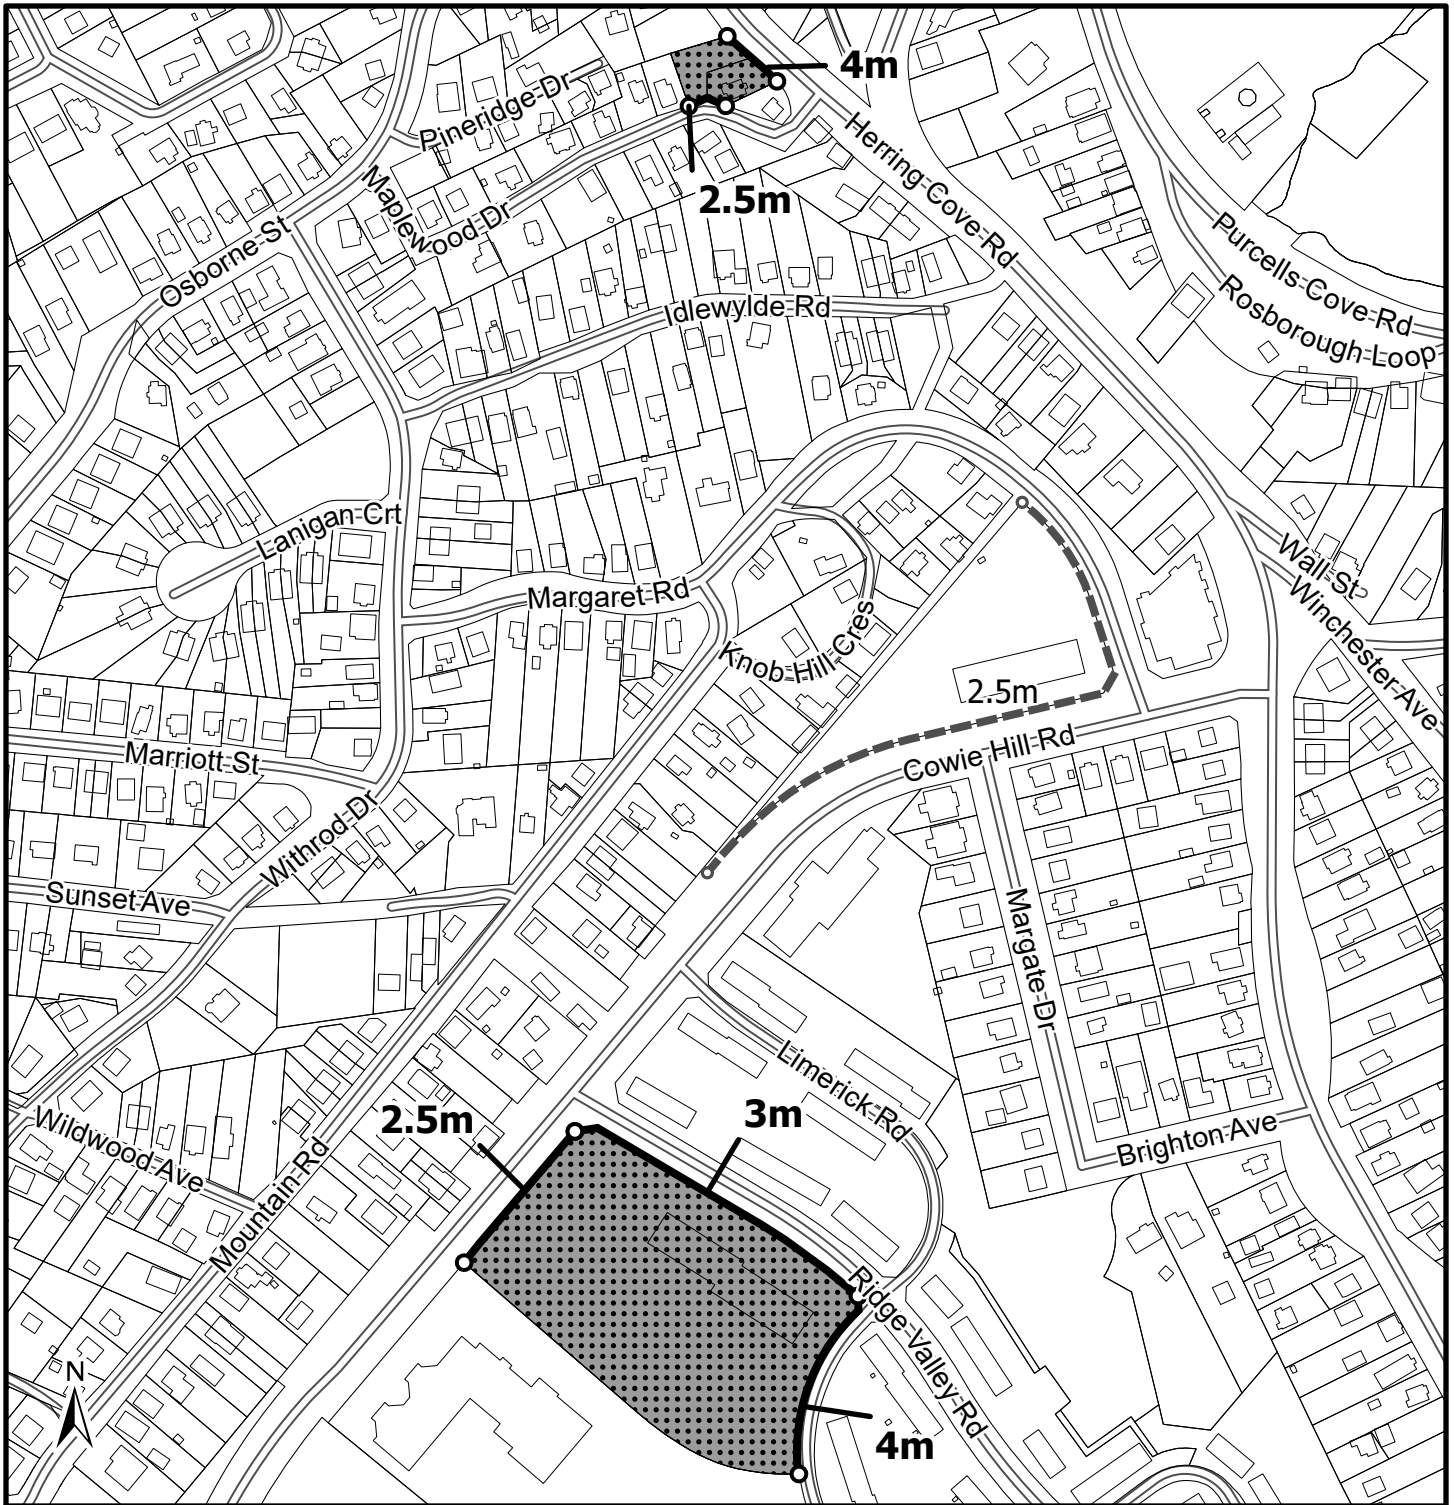 4m
Pineridge Dr
Herring Cove Rd
2.5m
Maplewood Dr
Osborne St
Purcells Cove Rd
Rosborough Loop
Idlewylde Rd
Lanigan Crt
Wall St
Winchester Ave
Margaret Rd
Knob Hill Cres
2.5m
Cowie Hill Rd
Marriott St
Withrod Dr
Sunset Ave
Margate Dr
Limerick Rd
2.5m
3m
Wildwood Ave
Brighton Ave
Mountain Rd
Ridge Valley Rd
N
4m